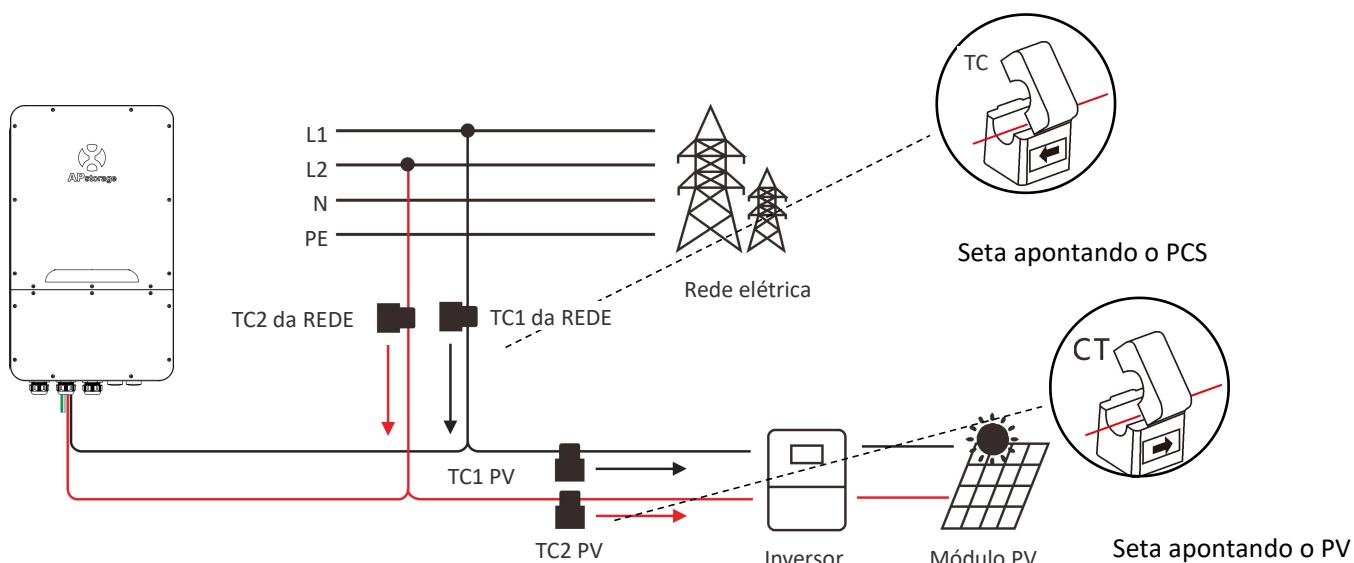 TC
L1
L2
N
PE
APstorage
Seta apontando o PCS
Rede elétrica
TC2 da REDE
TC1 da REDE
CT
TC1 PV
TC2 PV
Inversor
Módulo PV
Seta apontando o PV